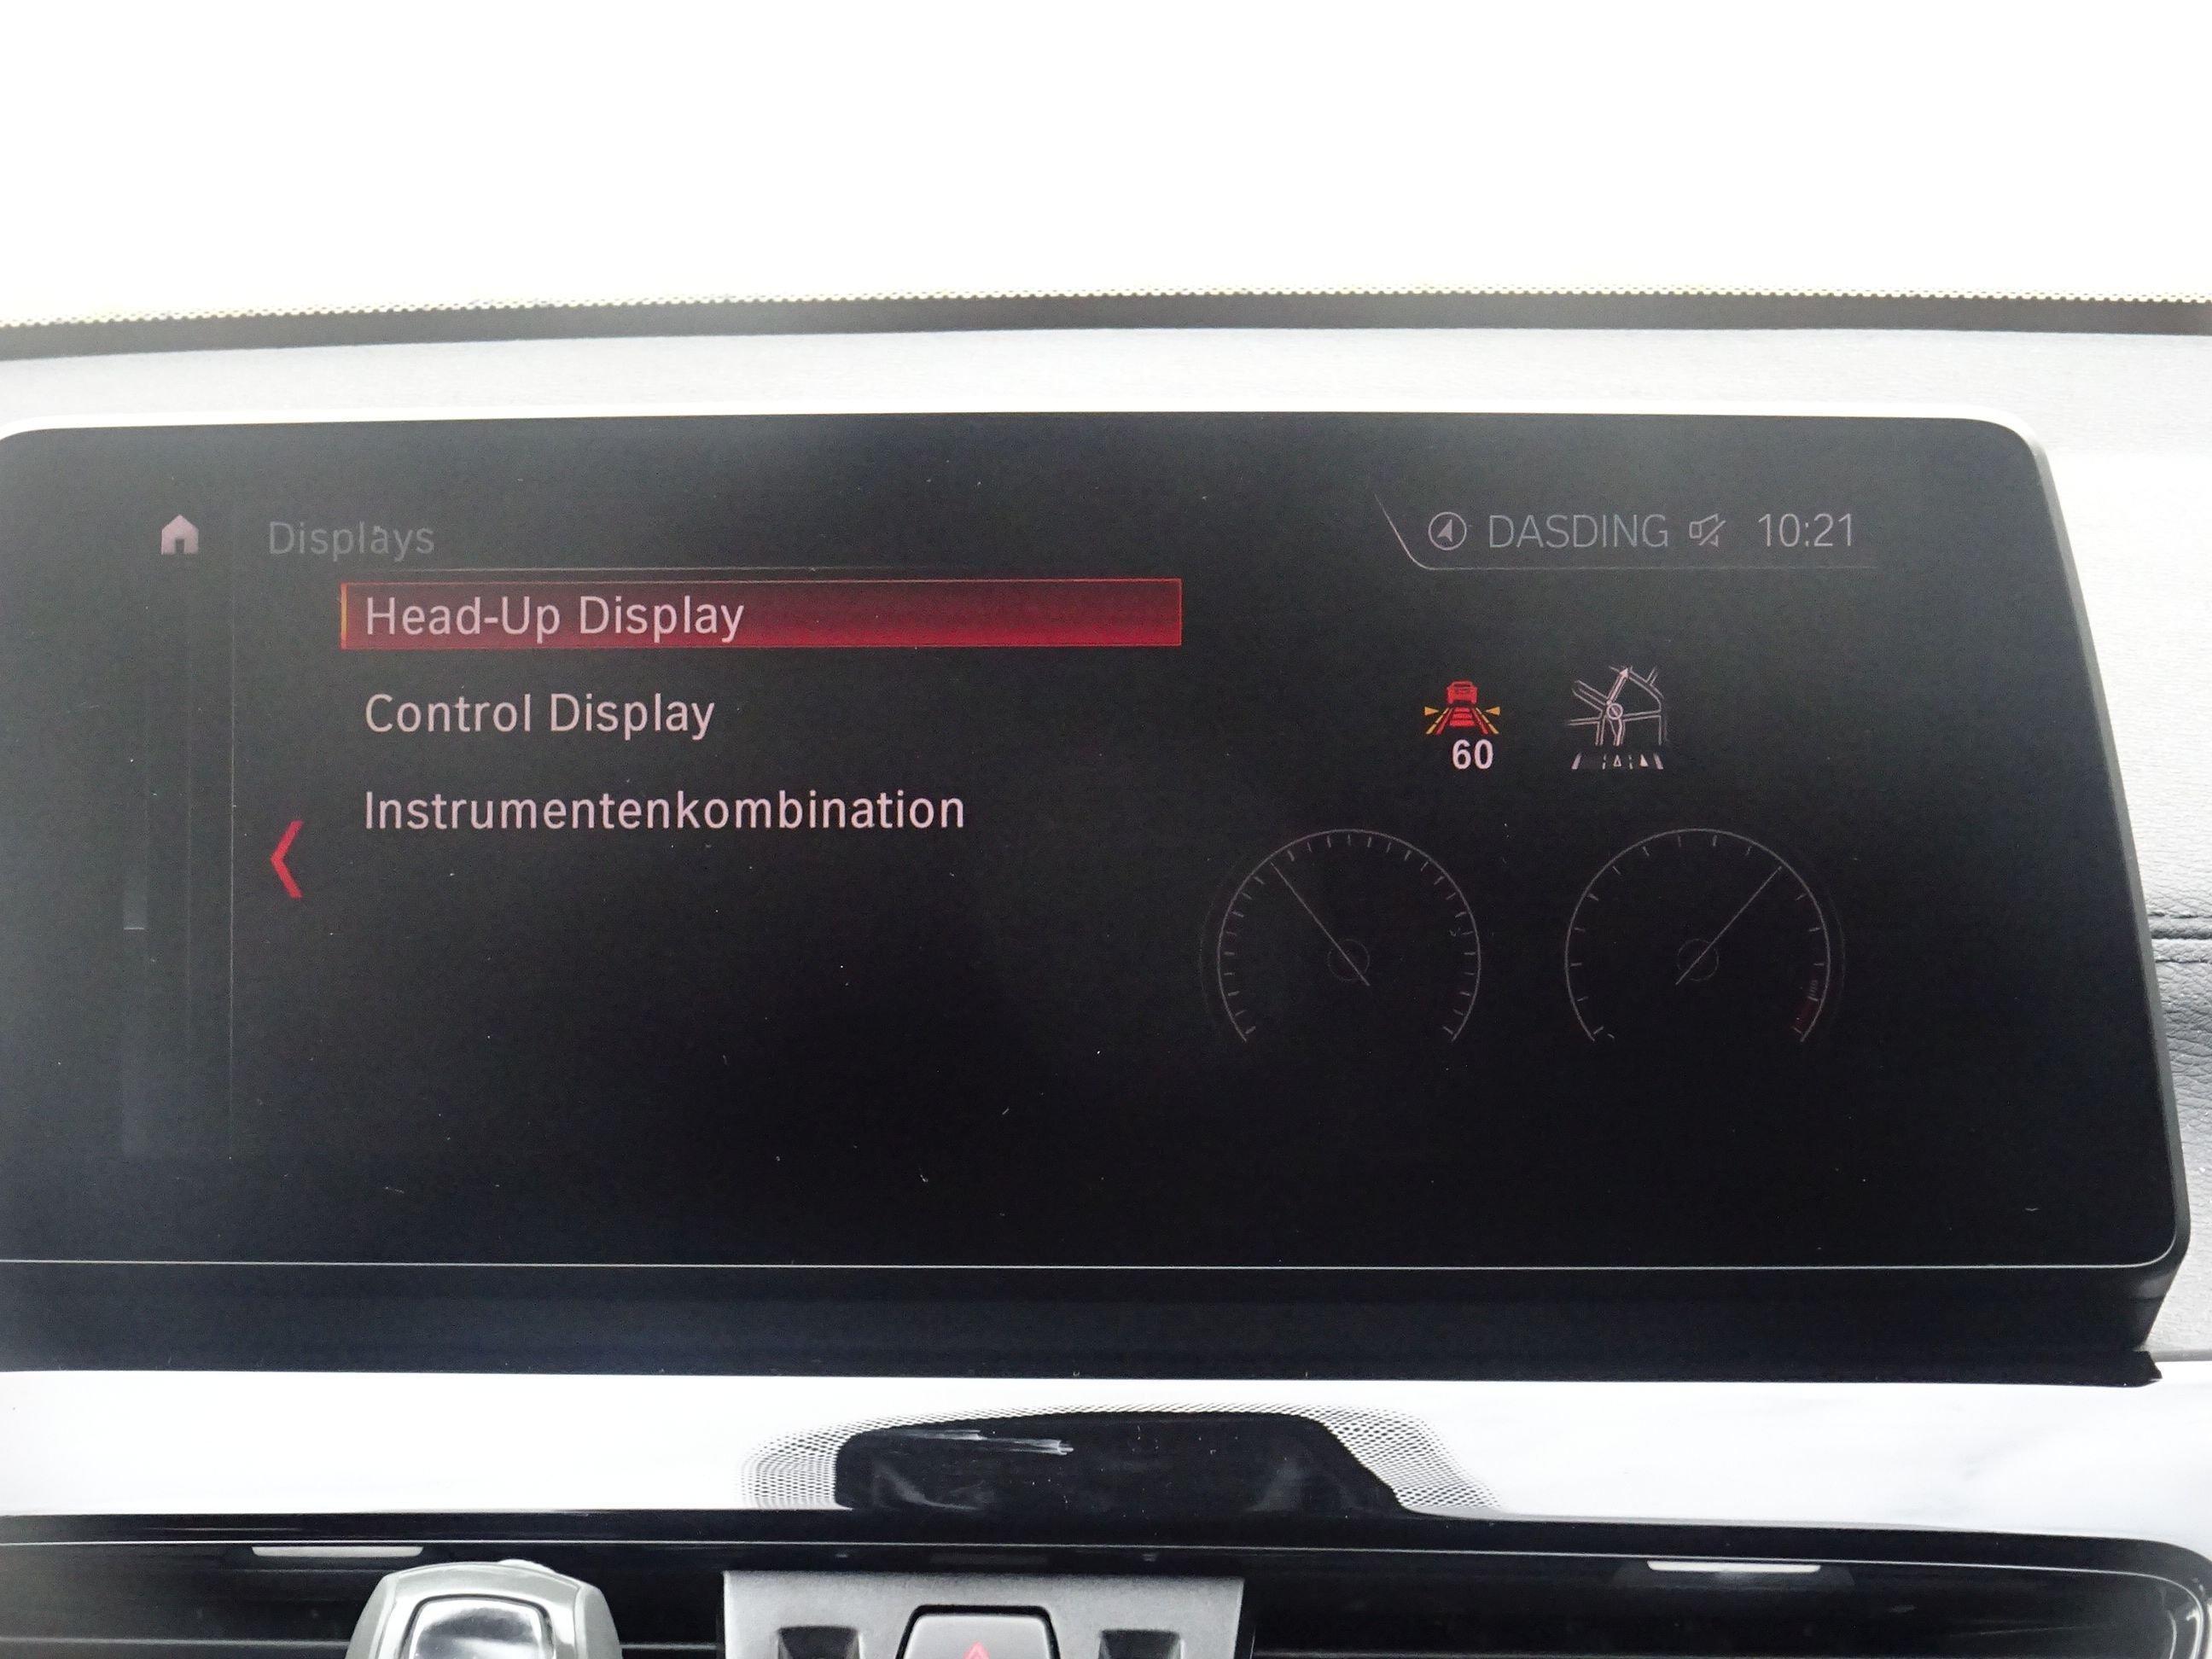 Displays
DASDING 10:21
Head-Up Display
Control Display
60
Instrumentenkombination